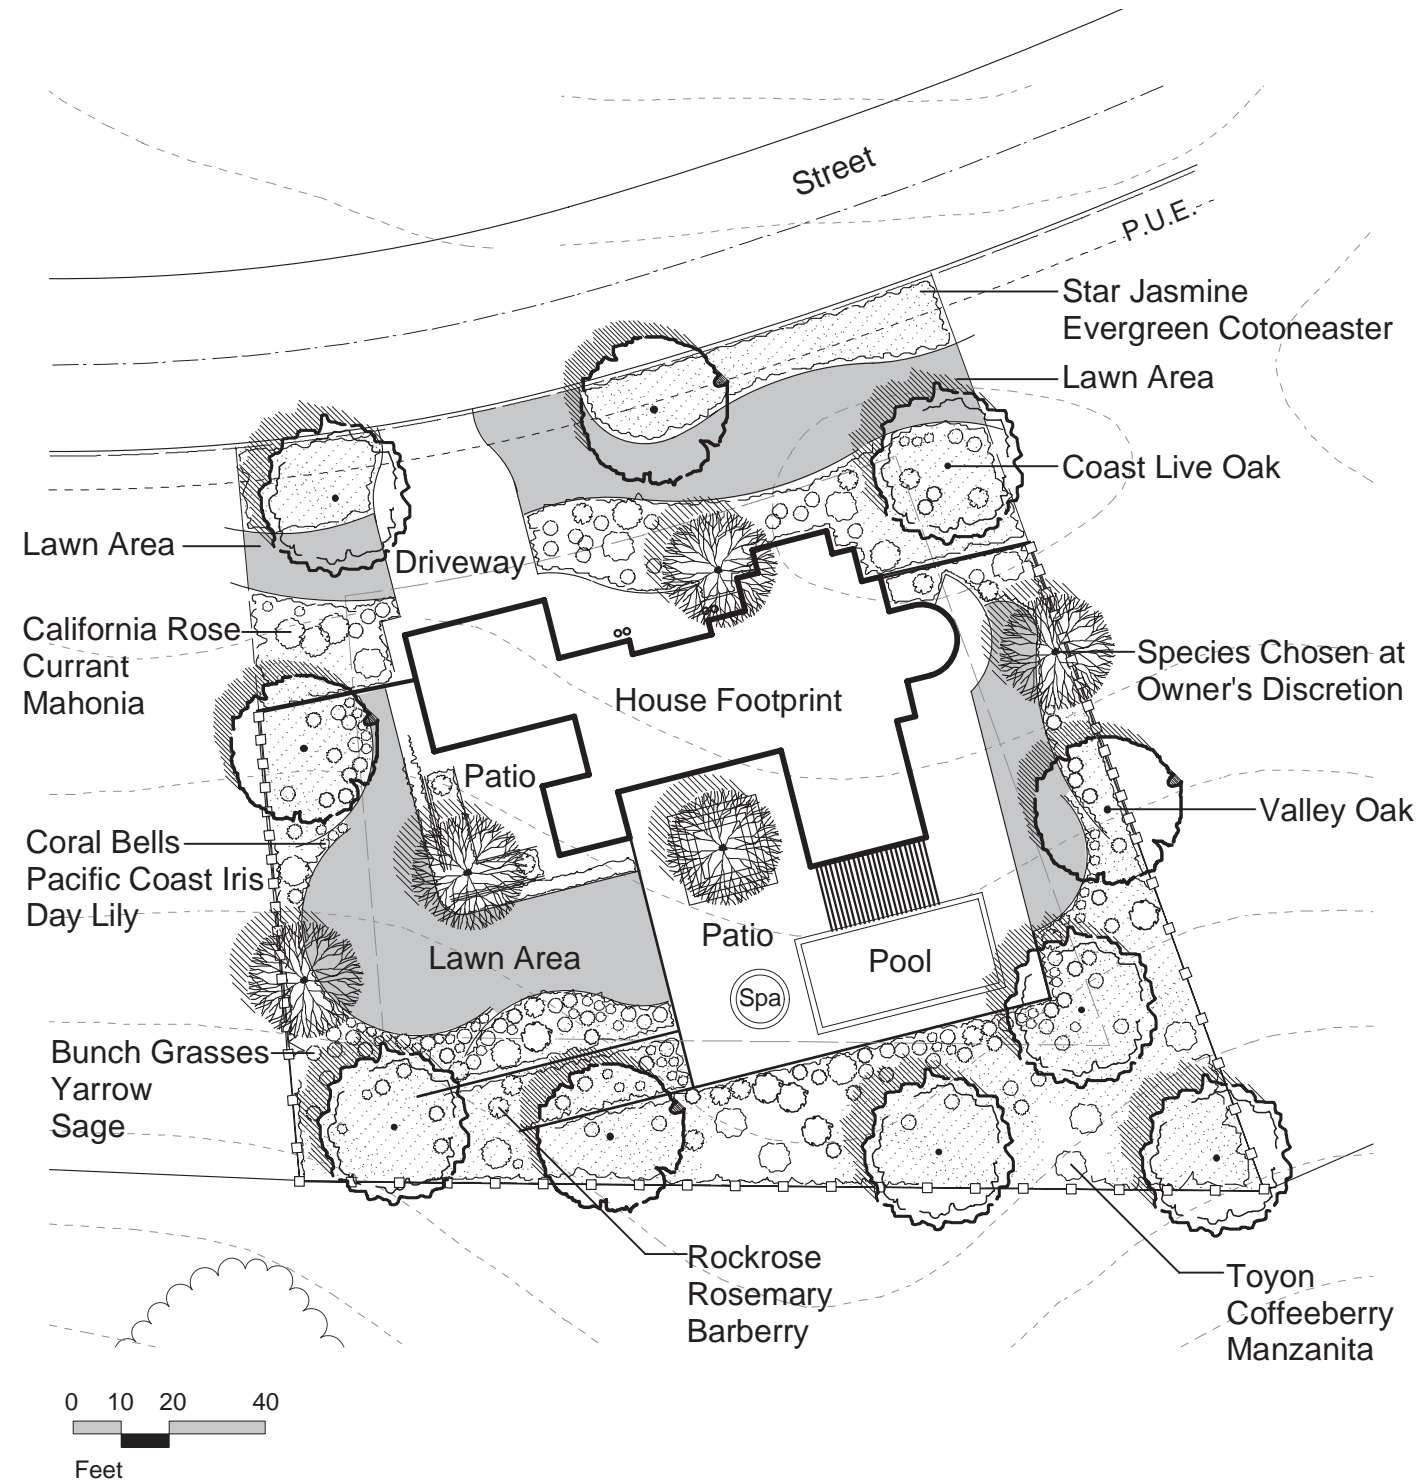 Street
P.U.E.
Star Jasmine
Evergreen Cotoneaster
Lawn Area
Coast Live Oak
Lawn Area
Driveway
California Rose
Currant
Mahonia
Species Chosen at
Owner's Discretion
House Footprint
Patio
Valley Oak
Coral Bells
Pacific Coast Iris
Day Lily
Patio
Lawn Area
Pool
Spa
Bunch Grasses
Yarrow
Sage
Rockrose
Rosemary
Barberry
Toyon
Coffeeberry
Manzanita
0 10 20 40
Feet